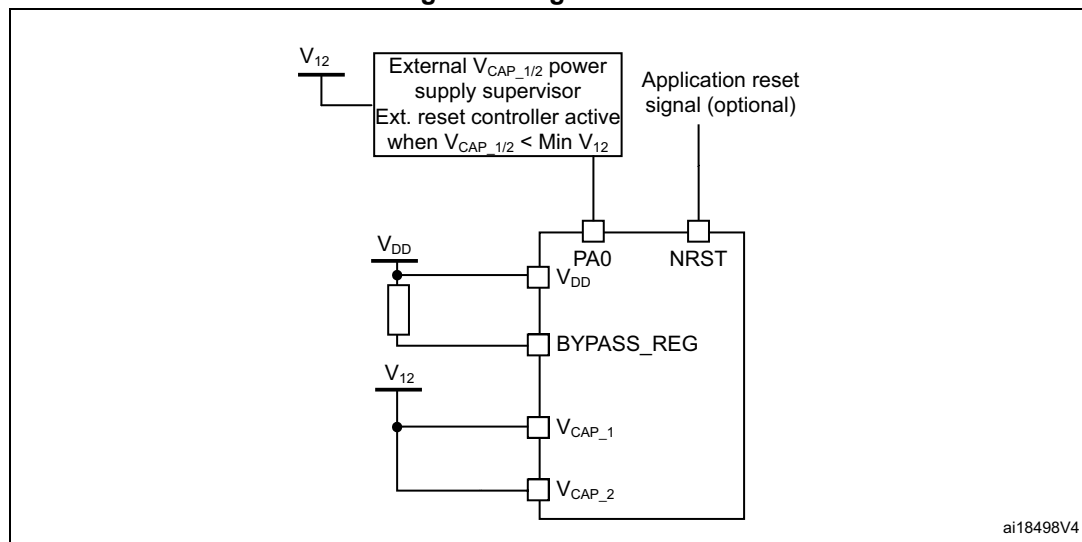 V12
External VCAP_1/2 power
supply supervisor
Ext. reset controller active
when VCAP_1/2 < Min V12
Application reset
signal (optional)
PA0
NRST
VDD
VDD
BYPASS_REG
V12
VCAP_1
VCAP_2
ai18498V4